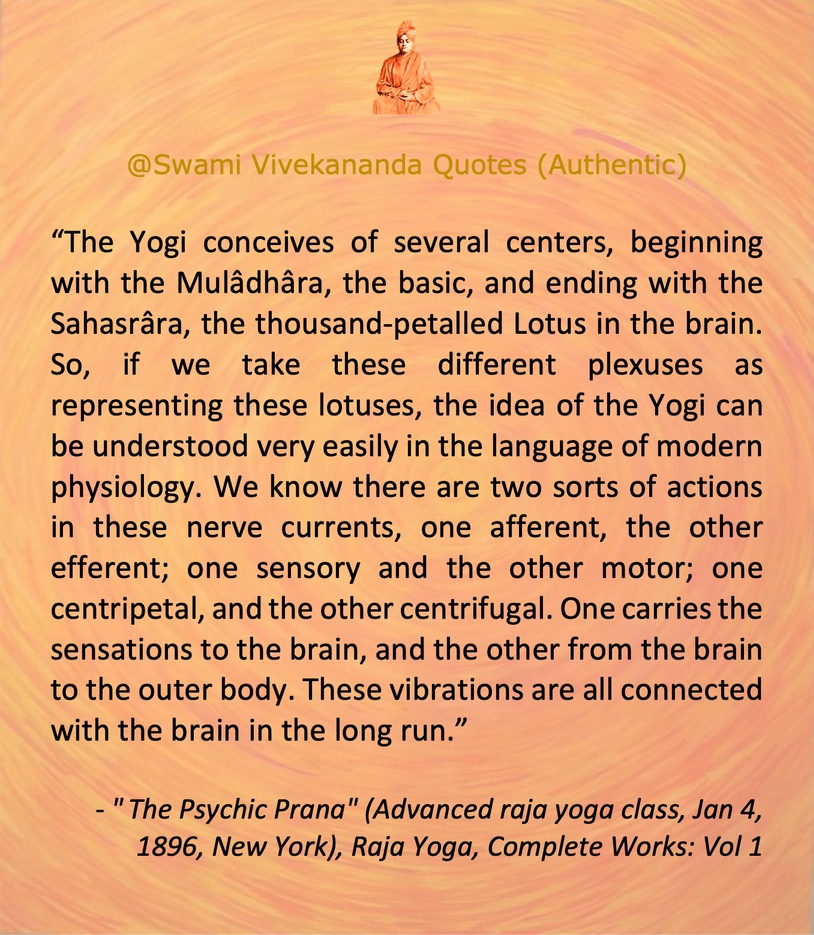 @Swami Vivekananda Quotes (Authentic)
“The Yogi conceives of several centers, beginning
with the Mulâdhâra, the basic, and ending with the
Sahasrâra, the thousand-petalled Lotus in the brain.
So, if we take these different plexuses as
representing these lotuses, the idea of the Yogi can
be understood very easily in the language of modern
physiology. We know there are two sorts of actions
in these nerve currents, one afferent, the other
efferent; one sensory and the other motor; one
centripetal, and the other centrifugal. One carries the
sensations to the brain, and the other from the brain
to the outer body. These vibrations are all connected
with the brain in the long run.”
- " The Psychic Prana" (Advanced raja yoga class, Jan 4,
1896, New York), Raja Yoga, Complete Works: Vol 1